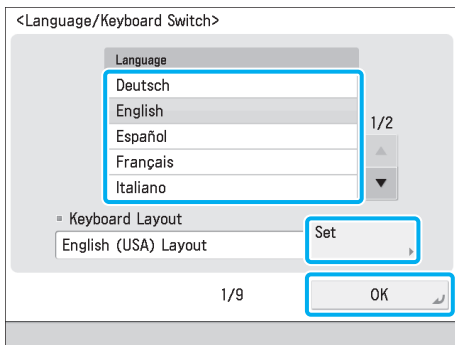 <Language/Keyboard Switch>
Language
Deutsch
English
Español
Français
Italiano
1/2
Keyboard Layout
English (USA) Layout
Set
1/9
OK